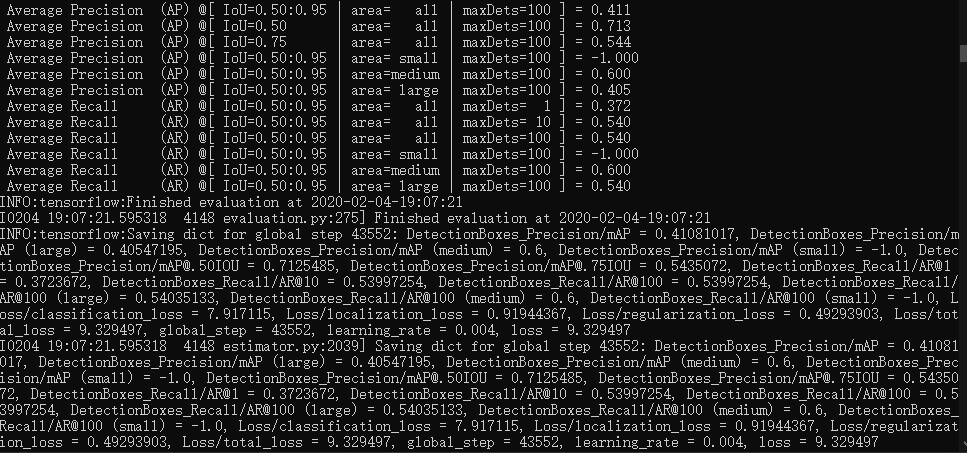 Average Precision  (AP) @[ IoU=0.50:0.95 | area=   all | maxDets=100 ] = 0.411
Average Precision  (AP) @[ IoU=0.50      | area=   all | maxDets=100 ] = 0.713
Average Precision  (AP) @[ IoU=0.75      | area=   all | maxDets=100 ] = 0.544
Average Precision  (AP) @[ IoU=0.50:0.95 | area= small | maxDets=100 ] = -1.000
Average Precision  (AP) @[ IoU=0.50:0.95 | area=medium | maxDets=100 ] = 0.600
Average Precision  (AP) @[ IoU=0.50:0.95 | area= large | maxDets=100 ] = 0.405
Average Recall     (AR) @[ IoU=0.50:0.95 | area=   all | maxDets=  1 ] = 0.372
Average Recall     (AR) @[ IoU=0.50:0.95 | area=   all | maxDets= 10 ] = 0.540
Average Recall     (AR) @[ IoU=0.50:0.95 | area=   all | maxDets=100 ] = 0.540
Average Recall     (AR) @[ IoU=0.50:0.95 | area= small | maxDets=100 ] = -1.000
Average Recall     (AR) @[ IoU=0.50:0.95 | area=medium | maxDets=100 ] = 0.600
Average Recall     (AR) @[ IoU=0.50:0.95 | area= large | maxDets=100 ] = 0.540
INFO:tensorflow:Finished evaluation at 2020-02-04-19:07:21
I0204 19:07:21.595318  4148 evaluation.py:275] Finished evaluation at 2020-02-04-19:07:21
INFO:tensorflow:Saving dict for global step 43552: DetectionBoxes_Precision/mAP = 0.41081017, DetectionBoxes_Precision/m
AP (large) = 0.40547195, DetectionBoxes_Precision/mAP (medium) = 0.6, DetectionBoxes_Precision/mAP (small) = -1.0, Detec
tionBoxes_Precision/mAP@.50IOU = 0.7125485, DetectionBoxes_Precision/mAP@.75IOU = 0.5435072, DetectionBoxes_Recall/AR@1
= 0.3723672, DetectionBoxes_Recall/AR@10 = 0.53997254, DetectionBoxes_Recall/AR@100 = 0.53997254, DetectionBoxes_Recall/
AR@100 (large) = 0.54035133, DetectionBoxes_Recall/AR@100 (medium) = 0.6, DetectionBoxes_Recall/AR@100 (small) = -1.0, L
oss/classification_loss = 7.917115, Loss/localization_loss = 0.91944367, Loss/regularization_loss = 0.49293903, Loss/tot
al_loss = 9.329497, global_step = 43552, learning_rate = 0.004, loss = 9.329497
I0204 19:07:21.595318  4148 estimator.py:2039] Saving dict for global step 43552: DetectionBoxes_Precision/mAP = 0.41081
017, DetectionBoxes_Precision/mAP (large) = 0.40547195, DetectionBoxes_Precision/mAP (medium) = 0.6, DetectionBoxes_Prec
ision/mAP (small) = -1.0, DetectionBoxes_Precision/mAP@.50IOU = 0.7125485, DetectionBoxes_Precision/mAP@.75IOU = 0.54350
72, DetectionBoxes_Recall/AR@1 = 0.3723672, DetectionBoxes_Recall/AR@10 = 0.53997254, DetectionBoxes_Recall/AR@100 = 0.5
3997254, DetectionBoxes_Recall/AR@100 (large) = 0.54035133, DetectionBoxes_Recall/AR@100 (medium) = 0.6, DetectionBoxes_
Recall/AR@100 (small) = -1.0, Loss/classification_loss = 7.917115, Loss/localization_loss = 0.91944367, Loss/regularizat
ion_loss = 0.49293903, Loss/total_loss = 9.329497, global_step = 43552, learning_rate = 0.004, loss = 9.329497